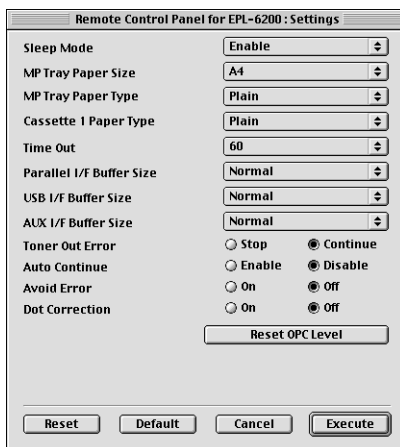 Remote Control Panel for EPL-6200 : Settings
Sleep Mode Enable
MP Tray Paper Size A4
MP Tray Paper Type Plain
Cassette 1 Paper Type Plain
Time Out 60
Parallel I/F Buffer Size Normal
USB I/F Buffer Size Normal
AUX I/F Buffer Size Normal
Toner Out Error Stop Continue
Auto Continue Enable Disable
Avoid Error On Off
Dot Correction On Off
Reset OPC Level
Reset Default Cancel Execute